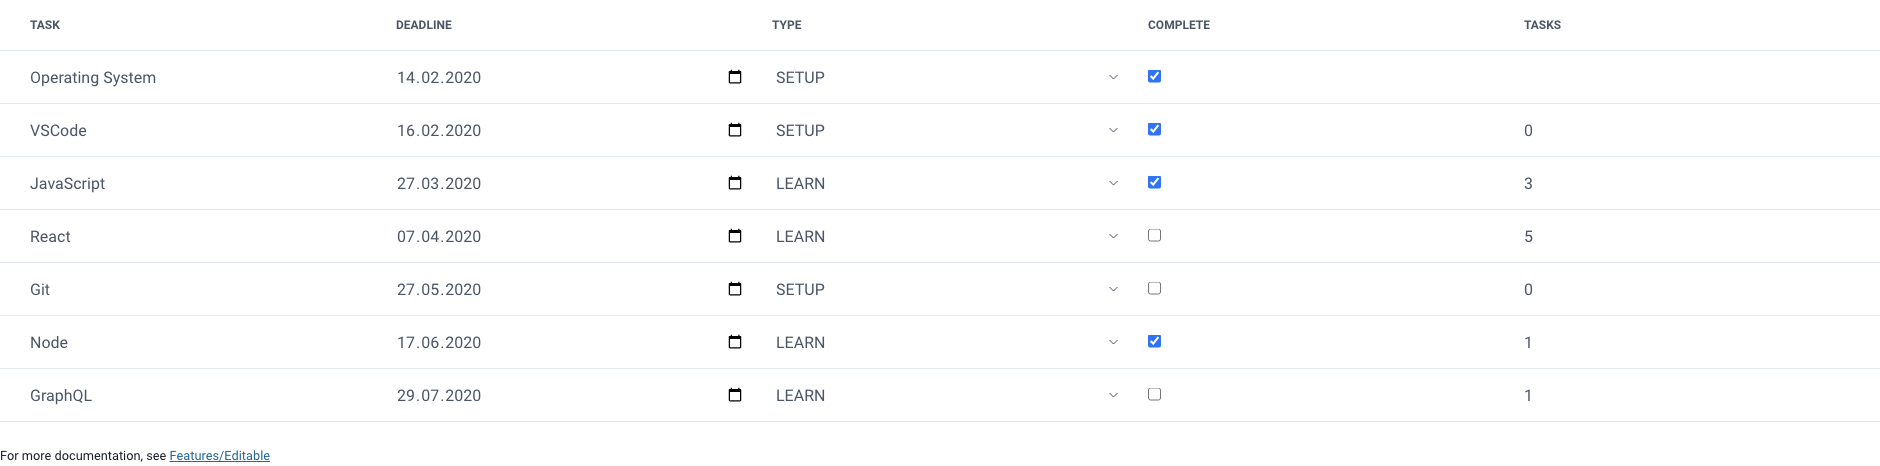 TASK DEADLINE TYPE COMPLETE TASKS
Operating System 14.02.2020 SETUP
VSCode 16.02.2020 SETUP 0
JavaScript 27.03.2020 LEARN 3
React 07.04.2020 LEARN 5
Git 27.05.2020 SETUP 0
Node 17.06.2020 LEARN 1
GraphQL 29.07.2020 LEARN 1
For more documentation, see Features/Editable